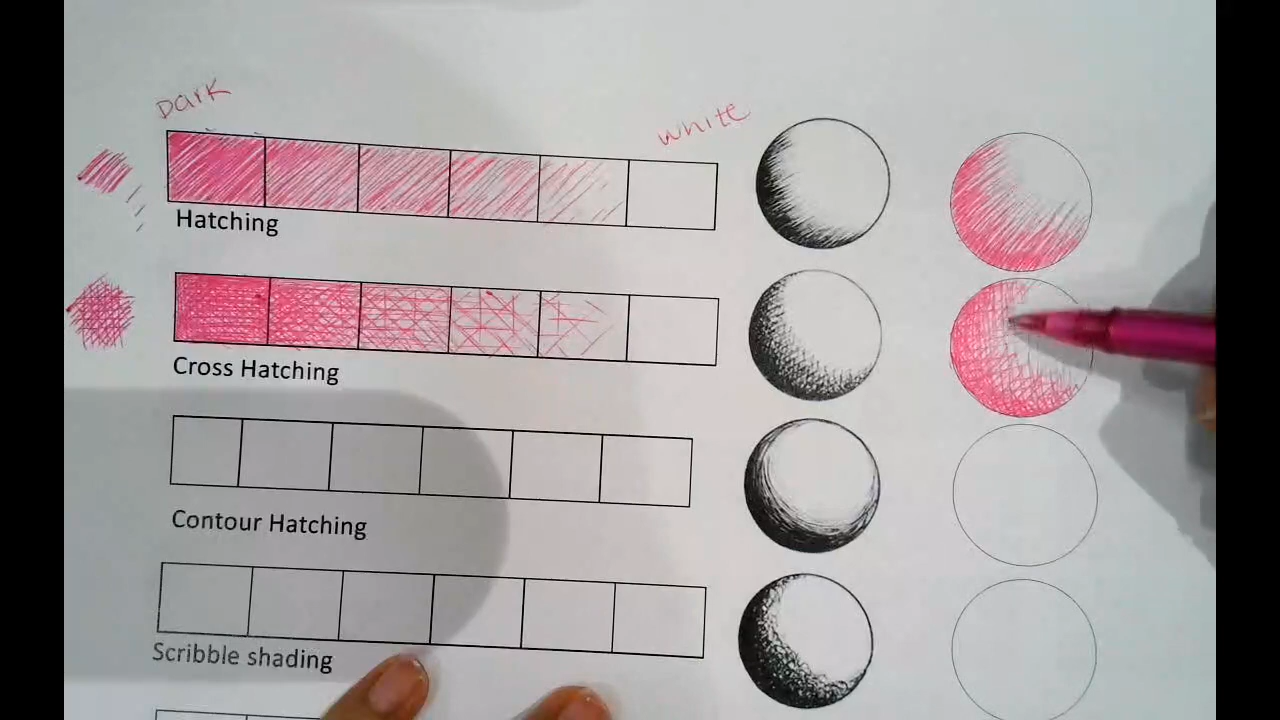 Dark
white
Hatching
Cross Hatching
Contour Hatching
Scribble shading